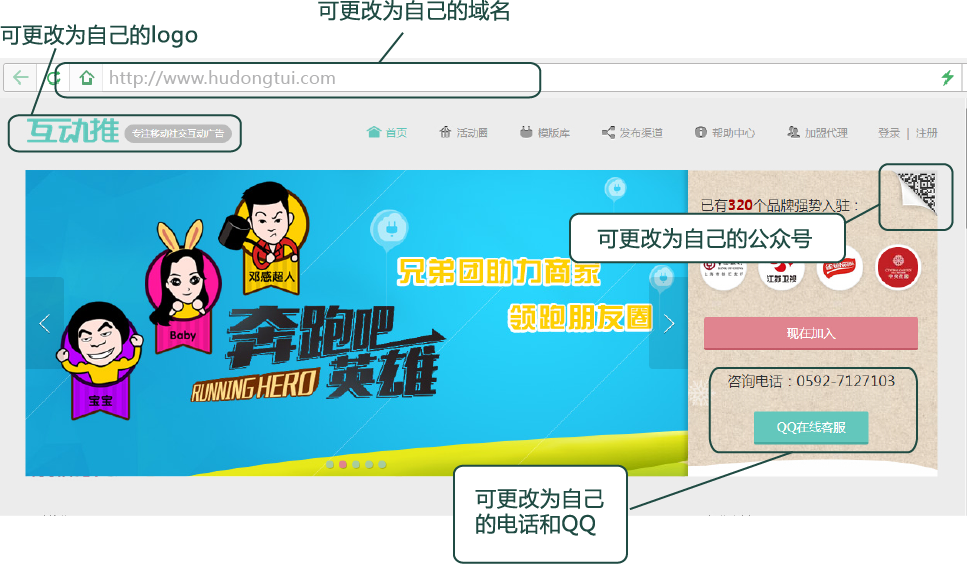 可更改为自己的域名
可更改为自己的logo
http://www.hudongtui.com
互动推 专注移动社交互动广告
首页 活动圈 模版库 发布渠道 帮助中心 加盟代理 登录 | 注册
已有320个品牌强势入驻：
可更改为自己的公众号
邓感超人
Baby
宝宝
兄弟团助力商家
领跑朋友圈
奔跑吧
英雄
RUNNING HERO
江苏卫视
现在加入
咨询电话：0592-7127103
QQ在线客服
可更改为自己
的电话和QQ